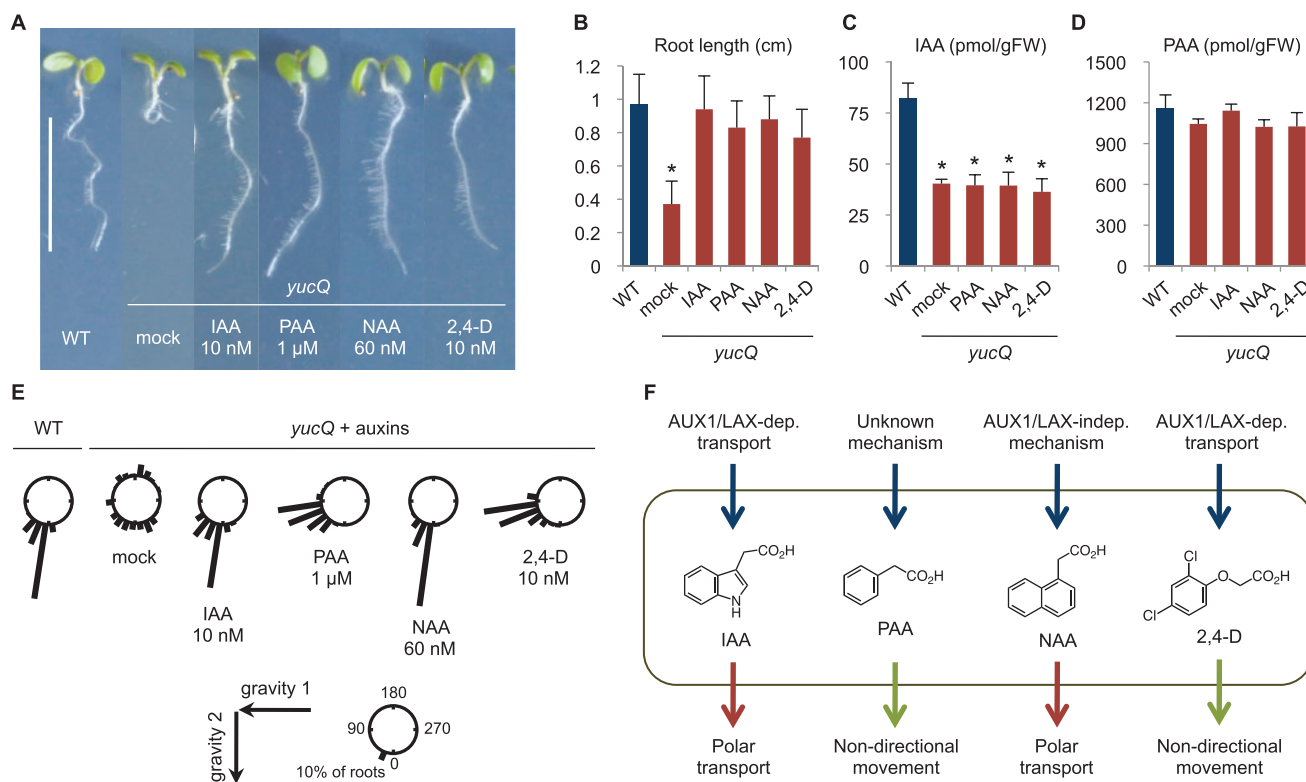 A
WT
mock
IAA
10 nM
PAA
1 µM
NAA
60 nM
2,4-D
10 nM
yucQ
B
Root length (cm)
1.2
1
0.8
0.6
0.4
0.2
0
*
WT
mock
IAA
PAA
NAA
2,4-D
yucQ
C
IAA (pmol/gFW)
100
75
50
25
0
* * * *
WT
mock
PAA
NAA
2,4-D
yucQ
D
PAA (pmol/gFW)
1500
1200
900
600
300
0
WT
mock
IAA
NAA
2,4-D
yucQ
E
WT
yucQ + auxins
mock
IAA
10 nM
PAA
1 µM
NAA
60 nM
2,4-D
10 nM
gravity 1
gravity 2
180
90
270
0
10% of roots
F
AUX1/LAX-dep.
transport
Unknown
mechanism
AUX1/LAX-indep.
mechanism
AUX1/LAX-dep.
transport
CO₂H
N
H
IAA
CO₂H
PAA
CO₂H
NAA
Cl
O
CO₂H
Cl
2,4-D
Polar
transport
Non-directional
movement
Polar
transport
Non-directional
movement